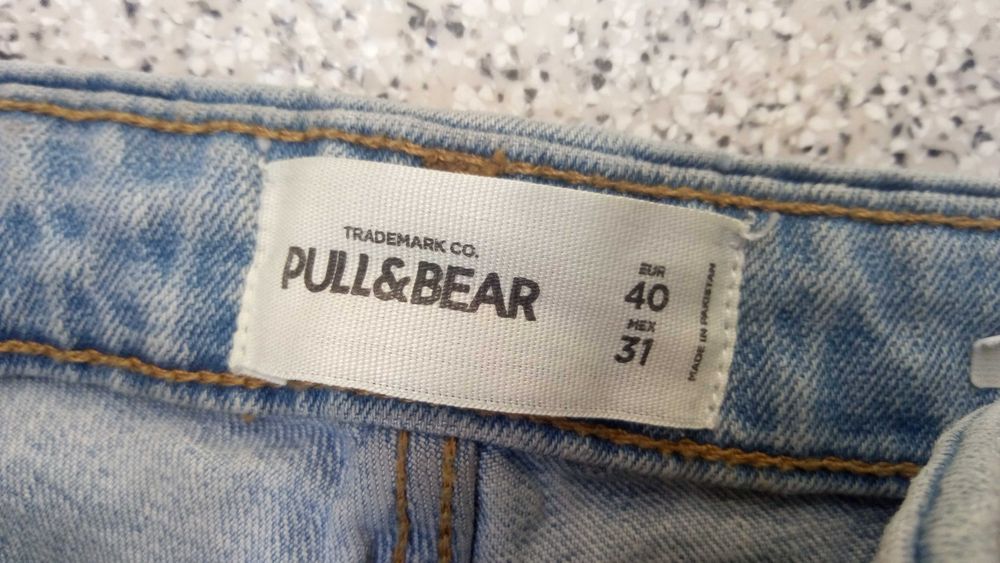 TRADEMARK CO.
PULL&BEAR
EUR
40
MEX
31
MADE IN PAKISTAN